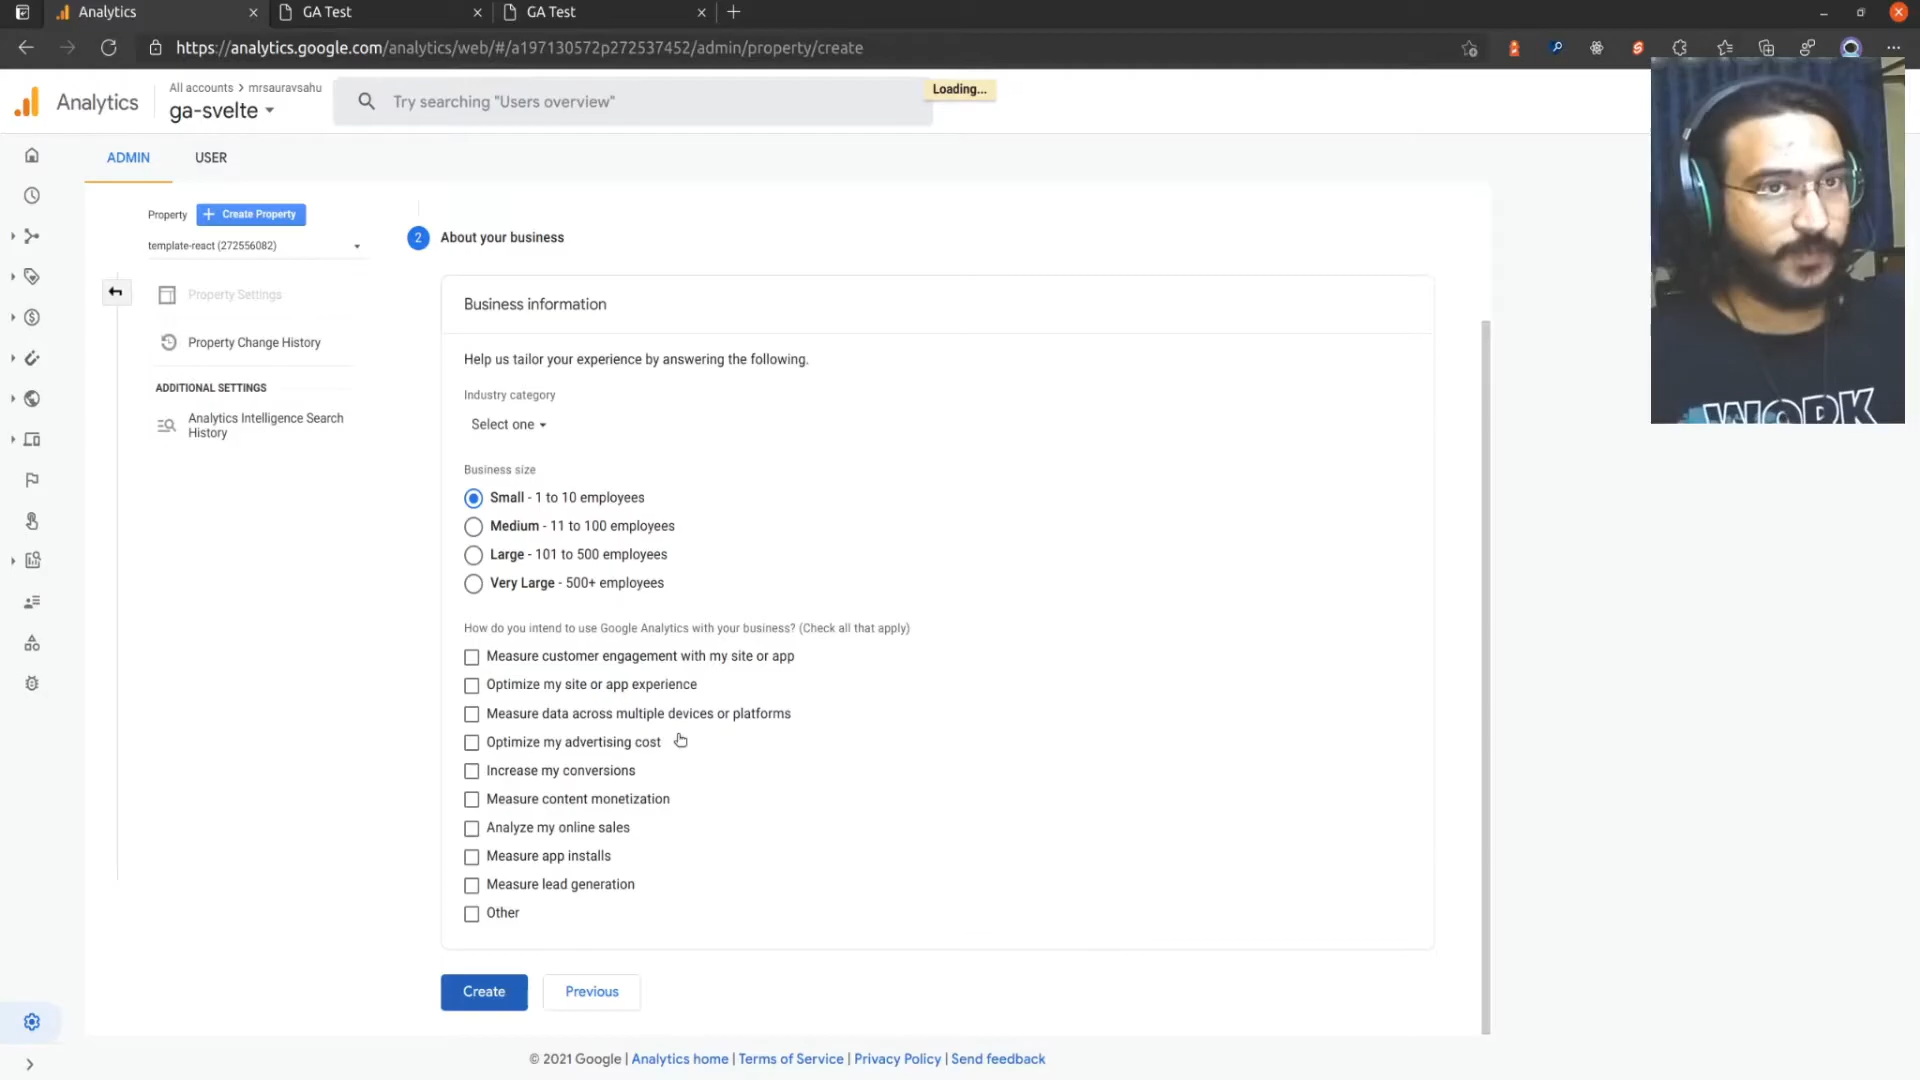 Analytics
GA Test
GA Test
https://analytics.google.com/analytics/web/#/a197130572p272537452/admin/property/create
Analytics
All accounts > mrsauravsahu
ga-svelte
Try searching "Users overview"
Loading...
ADMIN
USER
Property
Create Property
template-react (272556082)
Property Settings
Property Change History
ADDITIONAL SETTINGS
Analytics Intelligence Search
History
2
About your business
Business information
Help us tailor your experience by answering the following.
Industry category
Select one
Business size
Small - 1 to 10 employees
Medium - 11 to 100 employees
Large - 101 to 500 employees
Very Large - 500+ employees
How do you intend to use Google Analytics with your business? (Check all that apply)
Measure customer engagement with my site or app
Optimize my site or app experience
Measure data across multiple devices or platforms
Optimize my advertising cost
Increase my conversions
Measure content monetization
Analyze my online sales
Measure app installs
Measure lead generation
Other
Create
Previous
© 2021 Google | Analytics home | Terms of Service | Privacy Policy | Send feedback
WORK